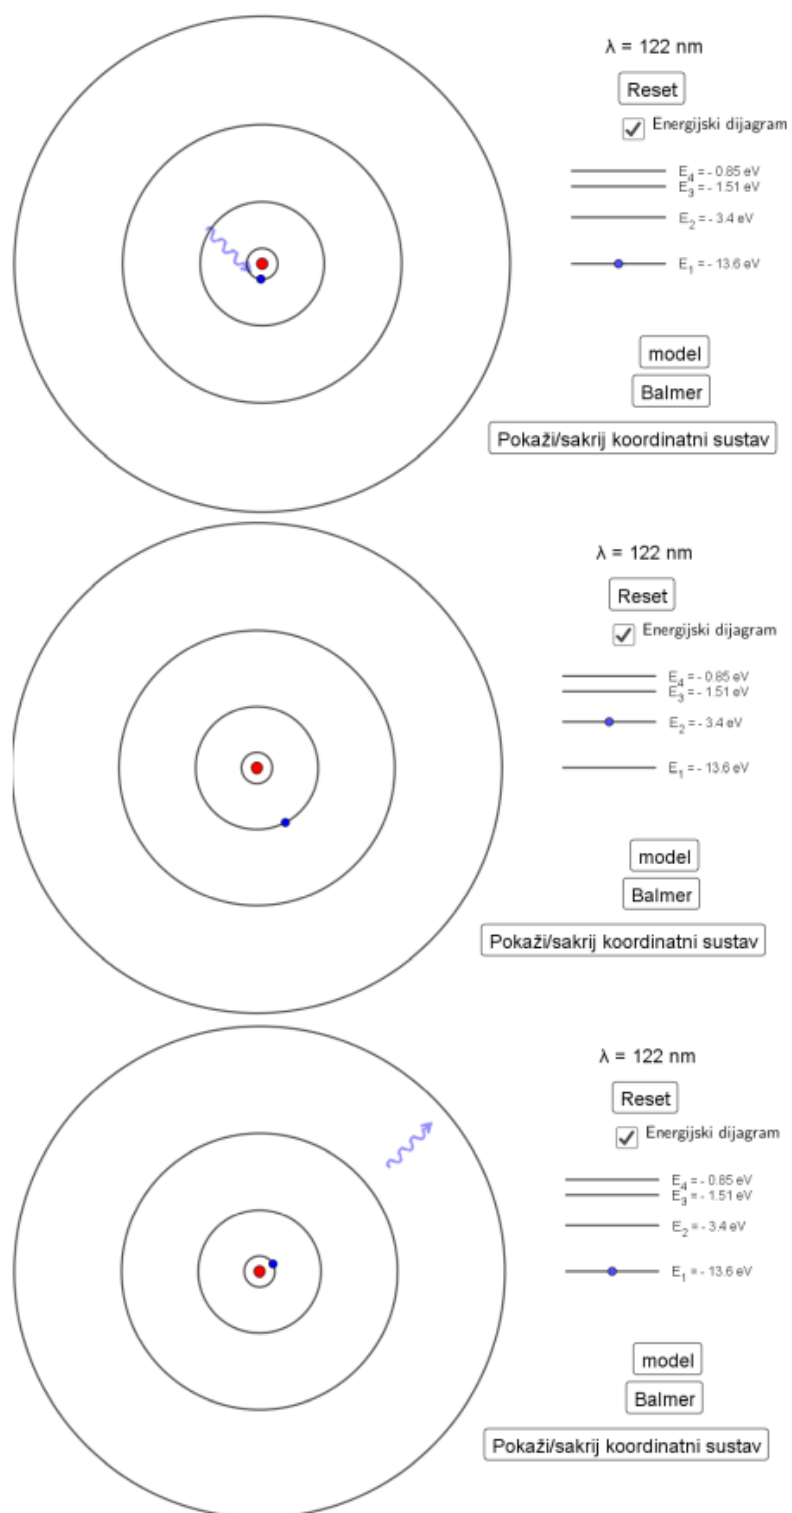 λ = 122 nm
Reset
Energijski dijagram
E₄ = - 0.85 eV
E₃ = - 1.51 eV
E₂ = - 3.4 eV
E₁ = - 13.6 eV
model
Balmer
Pokaži/sakrij koordinatni sustav
λ = 122 nm
Reset
Energijski dijagram
E₄ = - 0.85 eV
E₃ = - 1.51 eV
E₂ = - 3.4 eV
E₁ = - 13.6 eV
model
Balmer
Pokaži/sakrij koordinatni sustav
λ = 122 nm
Reset
Energijski dijagram
E₄ = - 0.85 eV
E₃ = - 1.51 eV
E₂ = - 3.4 eV
E₁ = - 13.6 eV
model
Balmer
Pokaži/sakrij koordinatni sustav